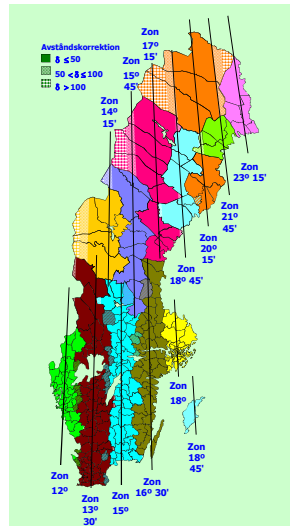 Avståndskorrektion
δ ≤50
50 <δ ≤100
δ >100
Zon
17º
15'
Zon
15º
45'
Zon
14º
15'
Zon
23º 15'
Zon
21º
45'
Zon
20º
15'
Zon
18º 45'
Zon
18º
Zon
18º
45'
Zon
12º
Zon
13º
30'
Zon
15º
Zon
16º 30'